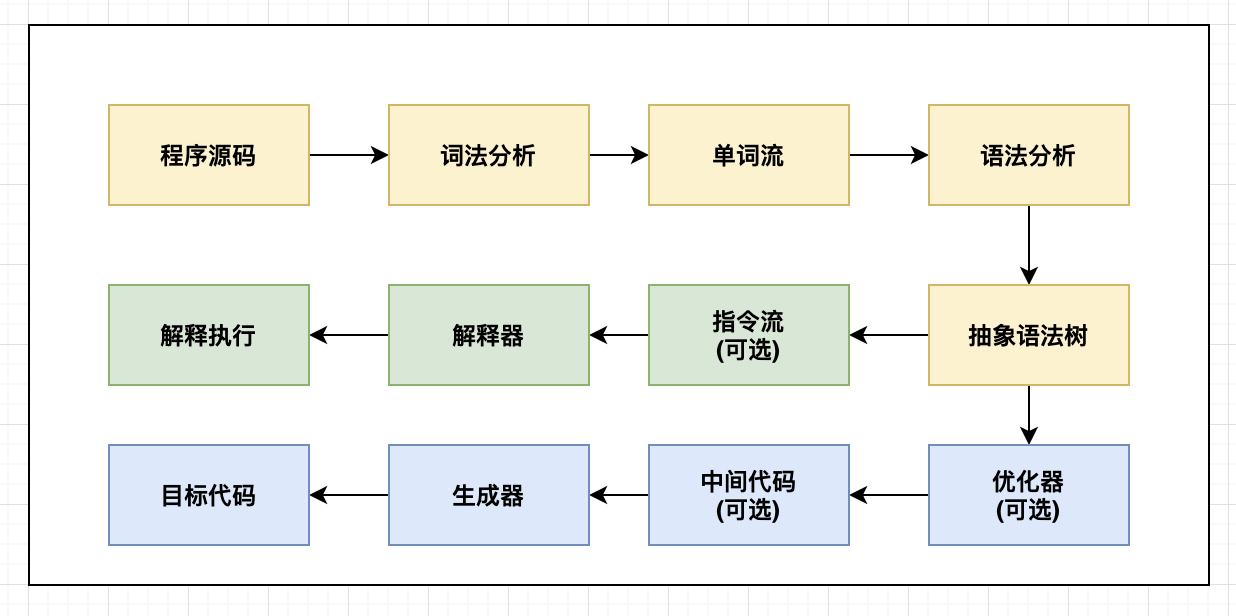 程序源码
词法分析
单词流
语法分析
解释执行
解释器
指令流
(可选)
抽象语法树
目标代码
生成器
中间代码
(可选)
优化器
(可选)